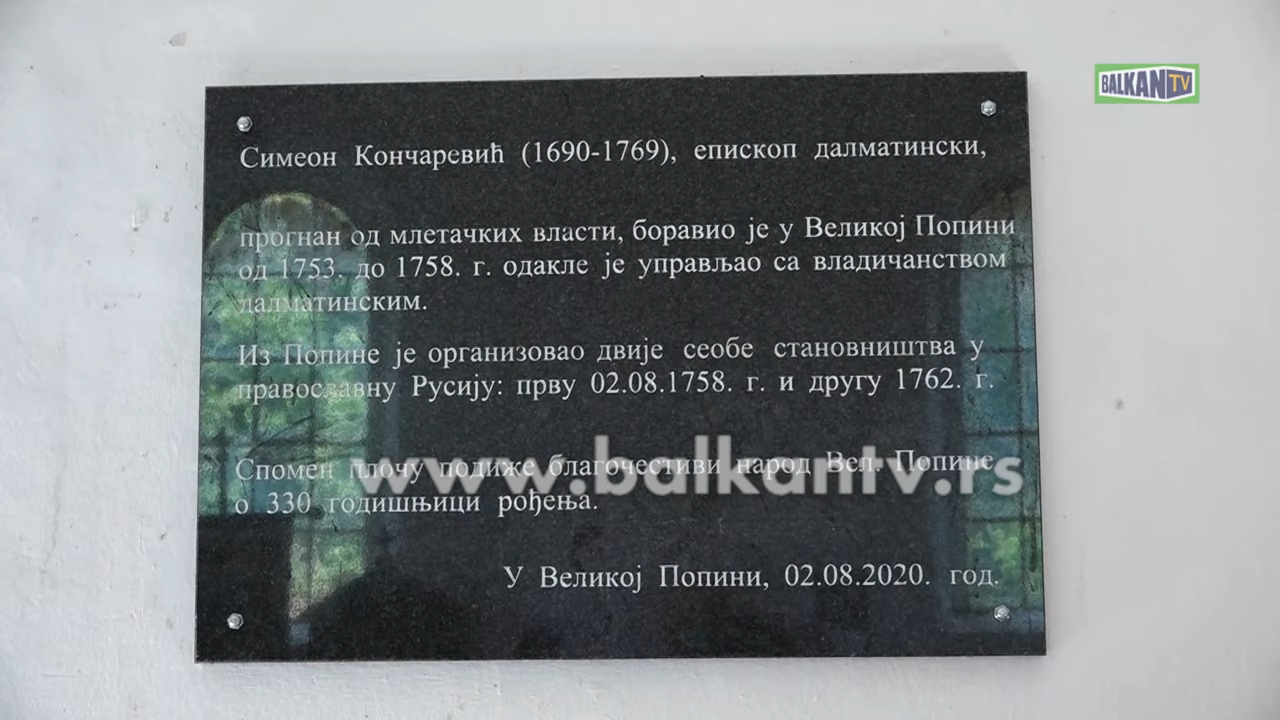 BALKAN TV
Симеон Кончаревић (1690-1769), епископ далматински,
прогнан од млетачких власти, боравио је у Великој Попини
од 1753. до 1758. г. одакле је управљао са владичанством
далматинским.
Из Попине је организовао двије сеобе становништва у
православну Русију: прву 02.08.1758. г. и другу 1762. г.
Спомен плочу подиже благочестиви народ Вел. Попине
www.balkantv.rs
о 330 годишњици рођења.
У Великој Попини, 02.08.2020. год.